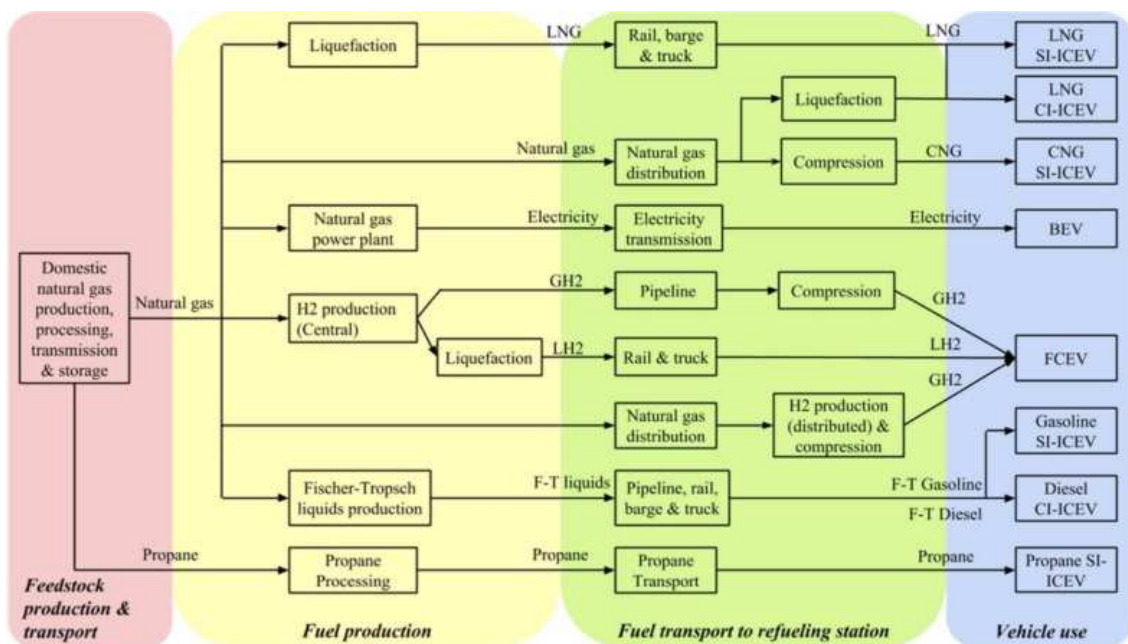 Liquefaction
LNG
Rail, barge
& truck
LNG
LNG
SI-ICEV
Liquefaction
LNG
CI-ICEV
Natural gas
Natural gas
distribution
Compression
CNG
CNG
SI-ICEV
Natural gas
power plant
Electricity
Electricity
transmission
Electricity
BEV
Domestic
natural gas
production,
processing,
transmission
& storage
Natural gas
H2 production
(Central)
GH2
Pipeline
Compression
GH2
Liquefaction
LH2
Rail & truck
LH2
FCEV
GH2
Natural gas
distribution
H2 production
(distributed) &
compression
Gasoline
SI-ICEV
Fischer-Tropsch
liquids production
F-T liquids
Pipeline, rail,
barge & truck
F-T Gasoline
F-T Diesel
Diesel
CI-ICEV
Propane
Propane
Processing
Propane
Propane
Transport
Propane
Propane SI-
ICEV
Feedstock
production &
transport
Fuel production
Fuel transport to refueling station
Vehicle use